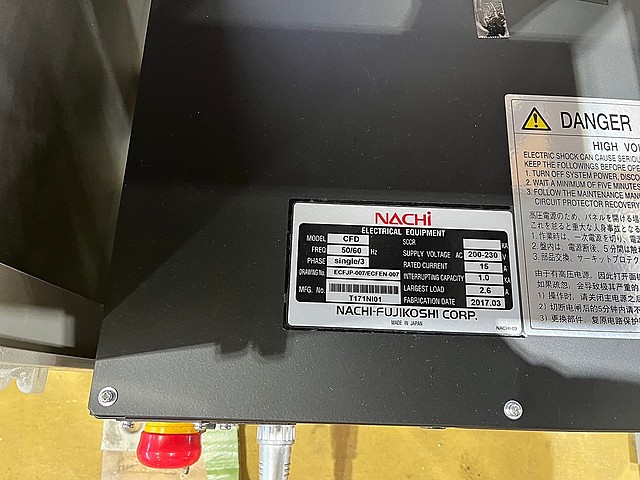 NACHi
ELECTRICAL EQUIPMENT
MODEL CFD
FREQ 50/60 Hz
PHASE single/3
DRAWING No ECFJP-007/ECFEN-007
MFG. No. T171NI01
SCCR KA
SUPPLY VOLTAGE AC 200-230 V
RATED CURRENT 15 A
INTERRUPTING CAPACITY 1.0 KA
LARGEST LOAD 2.6 A
FABRICATION DATE 2017.03
NACHI-FUJIKOSHI CORP.
MADE IN JAPAN
NACHI-03
DANGER
HIGH VO
ELECTRIC SHOCK CAN CAUSE SERIOU
KEEP THE FOLLOWINGS BEFORE OPE
1. TURN OFF SYSTEM POWER, DISCO
2. WAIT A MINIMUM OF FIVE MINUTES
3. FOLLOW THE MAINTENANCE MANU
CIRCUIT PROTECTOR RECOVERY
高圧電源のため、パネルを開ける場
これを怠ると重大な人身事故となる
1. 作業時は、一次電源を切り、電
2. 盤内は、電源断後、5分間は触れ
3. 部品交換、サーキットプロテク
由于有高压电源、因此打开面板
如果疏忽、会导致极其严重的
1) 操作时、请关闭主电源之
2) 切断电闸后的5分钟内请不
3) 更换部件、复原电路保护